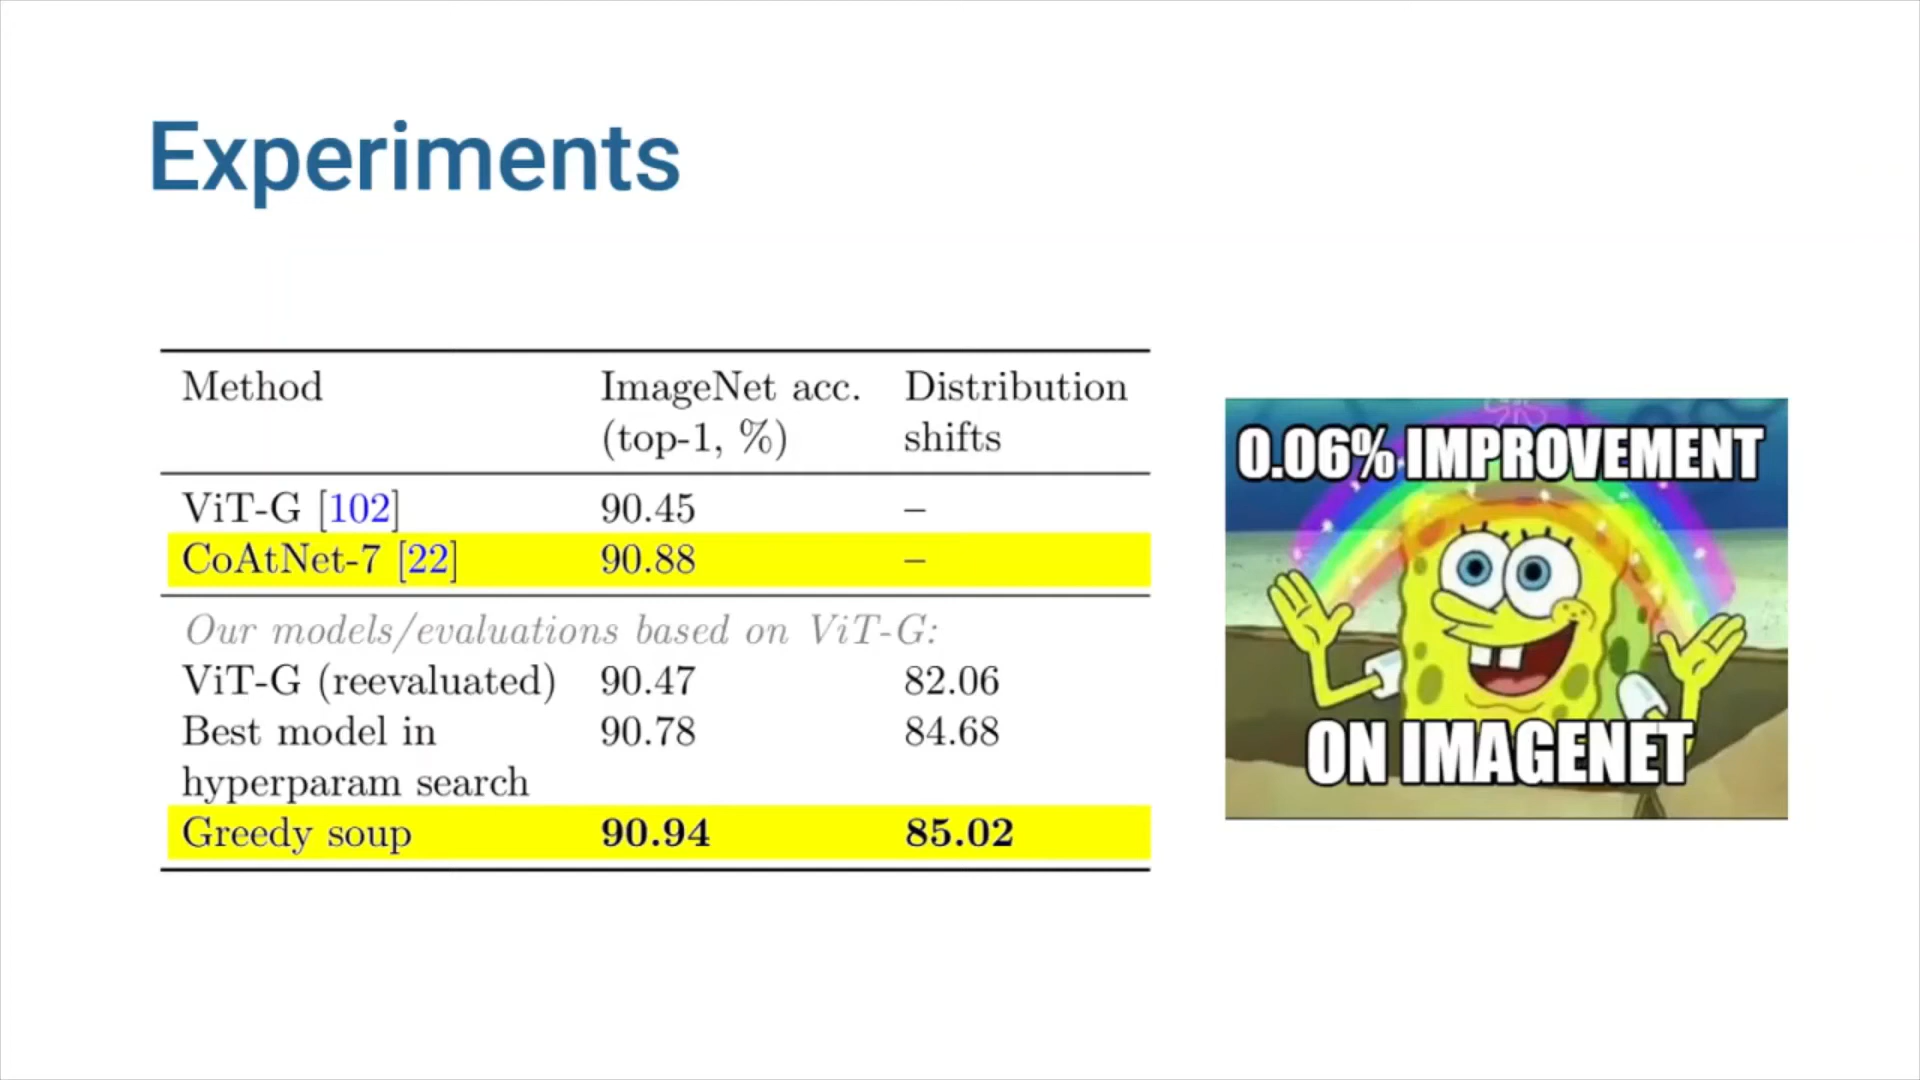 Experiments
Method ImageNet acc. Distribution
(top-1, %) shifts
ViT-G [102] 90.45 –
CoAtNet-7 [22] 90.88 –
Our models/evaluations based on ViT-G:
ViT-G (reevaluated) 90.47 82.06
Best model in 90.78 84.68
hyperparam search
Greedy soup 90.94 85.02
0.06% IMPROVEMENT
ON IMAGENET